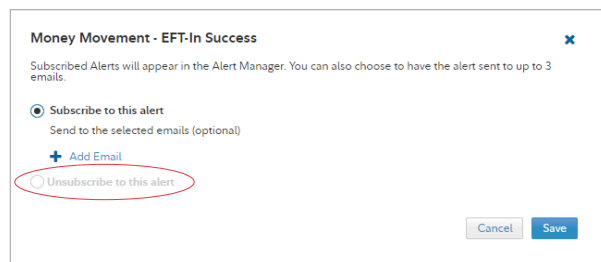 Money Movement - EFT-In Success
Subscribed Alerts will appear in the Alert Manager. You can also choose to have the alert sent to up to 3
emails.
Subscribe to this alert
Send to the selected emails (optional)
Add Email
Unsubscribe to this alert
Cancel Save